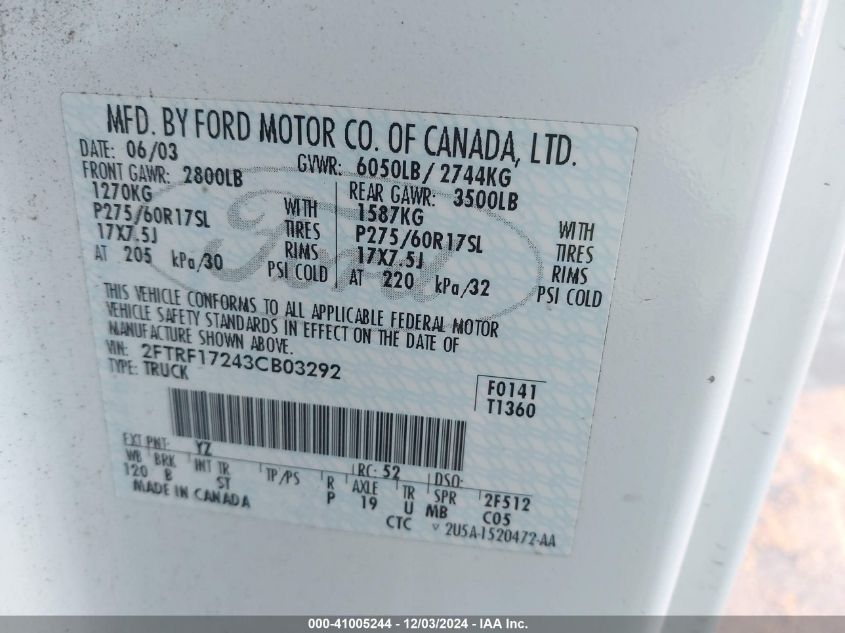 MFD. BY FORD MOTOR CO. OF CANADA, LTD.
DATE: 06/03 GVWR: 6050LB/2744KG
FRONT GAWR: 2800LB REAR GAWR: 3500LB
1270KG WITH 1587KG WITH
P275/60R17SL TIRES P275/60R17SL TIRES
17X7.5J RIMS 17X7.5J RIMS
AT 205 kPa/30 PSI COLD AT 220 kPa/32 PSI COLD
Ford
THIS VEHICLE CONFORMS TO ALL APPLICABLE FEDERAL MOTOR
VEHICLE SAFETY STANDARDS IN EFFECT ON THE DATE OF
MANUFACTURE SHOWN ABOVE.
VIN: 2FTRF17243CB03292
TYPE: TRUCK
F0141
T1360
EXT PNT: YZ RC: 52 DSO:
WB BRK INT TR TP/PS R AXLE TR SPR 2F512
120 B ST P 19 U MB C05
MADE IN CANADA CTC ▽ 2U5A-1520472-AA
000-41005244 - 12/03/2024 - IAA Inc.